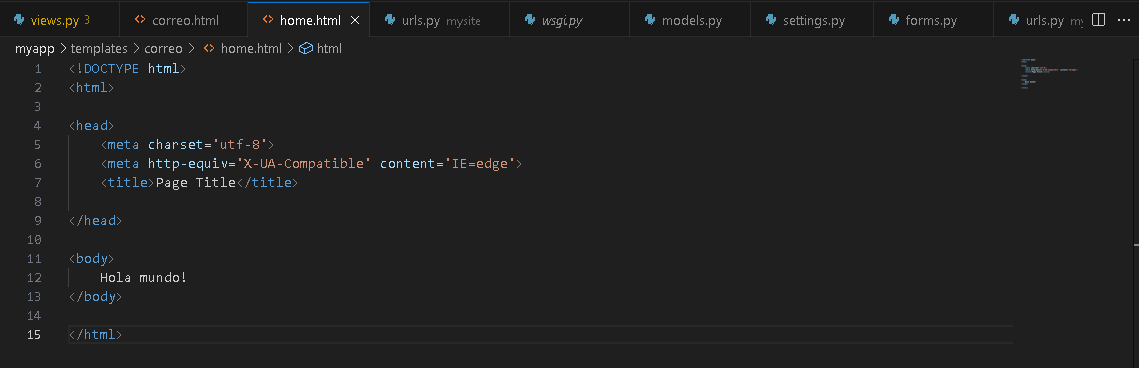 views.py 3 correo.html home.html urls.py mysite wsgi.py models.py settings.py forms.py urls.py my
myapp > templates > correo > home.html > html
1 <!DOCTYPE html>
2 <html>
3
4 <head>
5 <meta charset="utf-8">
6 <meta http-equiv="X-UA-Compatible" content="IE=edge">
7 <title>Page Title</title>
8
9 </head>
10
11 <body>
12 Hola mundo!
13 </body>
14
15 </html>